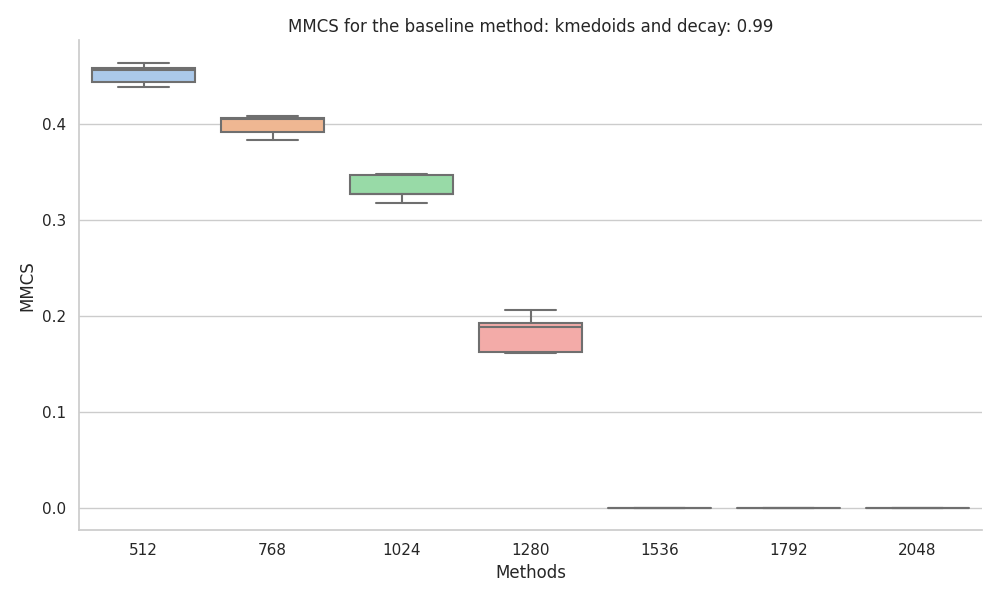 MMCS for the baseline method: kmedoids and decay: 0.99
MMCS
0.4
0.3
0.2
0.1
0.0
512 768 1024 1280 1536 1792 2048
Methods